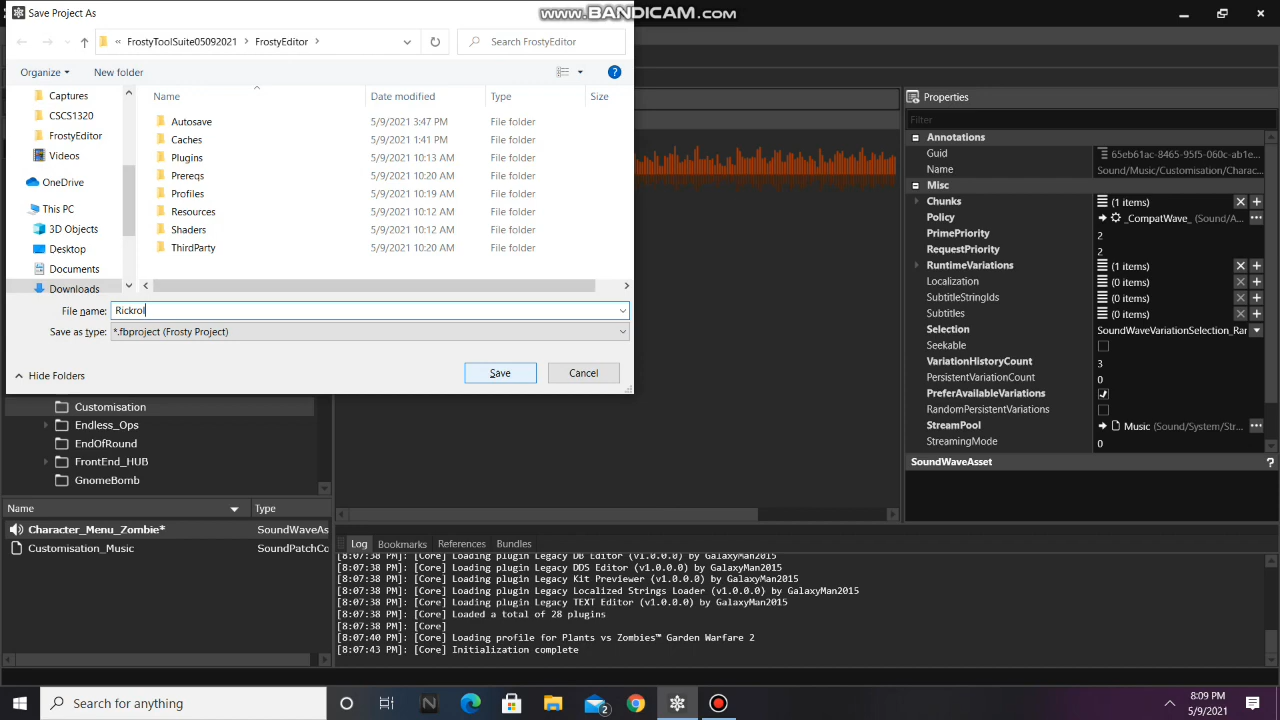 Save Project As
WWW.BANDICAM.COM
« FrostyToolSuite05092021 > FrostyEditor >
Search FrostyEditor
Organize
New folder
?
Name
Date modified
Type
Size
Captures
CSCS1320
FrostyEditor
Videos
OneDrive
This PC
3D Objects
Desktop
Documents
Downloads
Autosave 5/9/2021 3:47 PM File folder
Caches 5/9/2021 1:41 PM File folder
Plugins 5/9/2021 10:13 AM File folder
Prereqs 5/9/2021 10:20 AM File folder
Profiles 5/9/2021 10:19 AM File folder
Resources 5/9/2021 10:12 AM File folder
Shaders 5/9/2021 10:12 AM File folder
ThirdParty 5/9/2021 10:20 AM File folder
File name: Rickrol
Save as type: *.fbproject (Frosty Project)
Hide Folders
Save
Cancel
Properties
Filter
Annotations
Guid 65eb61ac-8465-95f5-060c-ab1e...
Name Sound/Music/Customisation/Charac...
Misc
Chunks (1 items)
Policy _CompatWave_ (Sound/A...
PrimePriority 2
RequestPriority 2
RuntimeVariations (1 items)
Localization (0 items)
SubtitleStringIds (0 items)
Subtitles (0 items)
Selection SoundWaveVariationSelection_Rar
Seekable
VariationHistoryCount 3
PersistentVariationCount 0
PreferAvailableVariations
RandomPersistentVariations
StreamPool Music (Sound/System/Str...
StreamingMode 0
SoundWaveAsset ?
Customisation
Endless_Ops
EndOfRound
FrontEnd_HUB
GnomeBomb
Name Type
Character_Menu_Zombie* SoundWaveAs
Customisation_Music SoundPatchCo
Log Bookmarks References Bundles
[8:07:38 PM]: [Core] Loading plugin Legacy DB Editor (v1.0.0.0) by GalaxyMan2015
[8:07:38 PM]: [Core] Loading plugin Legacy DDS Editor (v1.0.0.0) by GalaxyMan2015
[8:07:38 PM]: [Core] Loading plugin Legacy Kit Previewer (v1.0.0.0) by GalaxyMan2015
[8:07:38 PM]: [Core] Loading plugin Legacy Localized Strings Loader (v1.0.0.0) by GalaxyMan2015
[8:07:38 PM]: [Core] Loading plugin Legacy TEXT Editor (v1.0.0.0) by GalaxyMan2015
[8:07:38 PM]: [Core] Loaded a total of 28 plugins
[8:07:38 PM]: [Core]
[8:07:40 PM]: [Core] Loading profile for Plants vs Zombies™ Garden Warfare 2
[8:07:43 PM]: [Core] Initialization complete
Type here to search